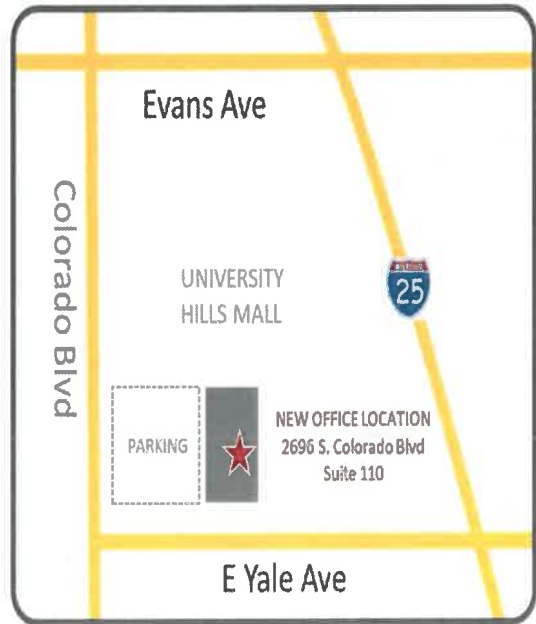 Evans Ave
Colorado Blvd
UNIVERSITY
HILLS MALL
25
PARKING
NEW OFFICE LOCATION
2696 S. Colorado Blvd
Suite 110
E Yale Ave